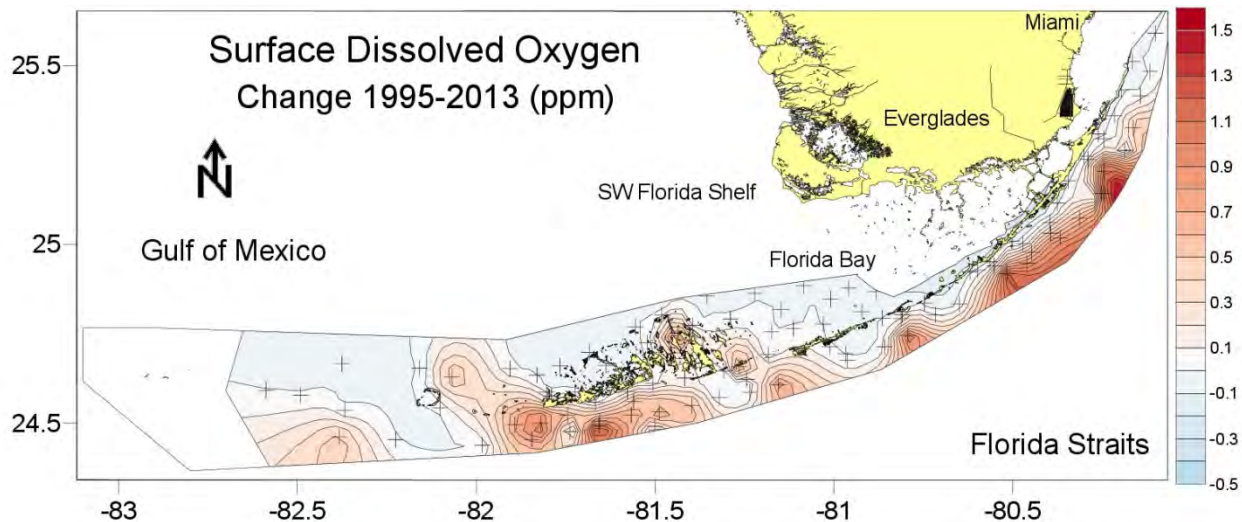 Surface Dissolved Oxygen
Change 1995-2013 (ppm)
Miami
Everglades
SW Florida Shelf
N
Gulf of Mexico
Florida Bay
Florida Straits
25.5
25
24.5
-83
-82.5
-82
-81.5
-81
-80.5
1.5
1.3
1.1
0.9
0.7
0.5
0.3
0.1
-0.1
-0.3
-0.5